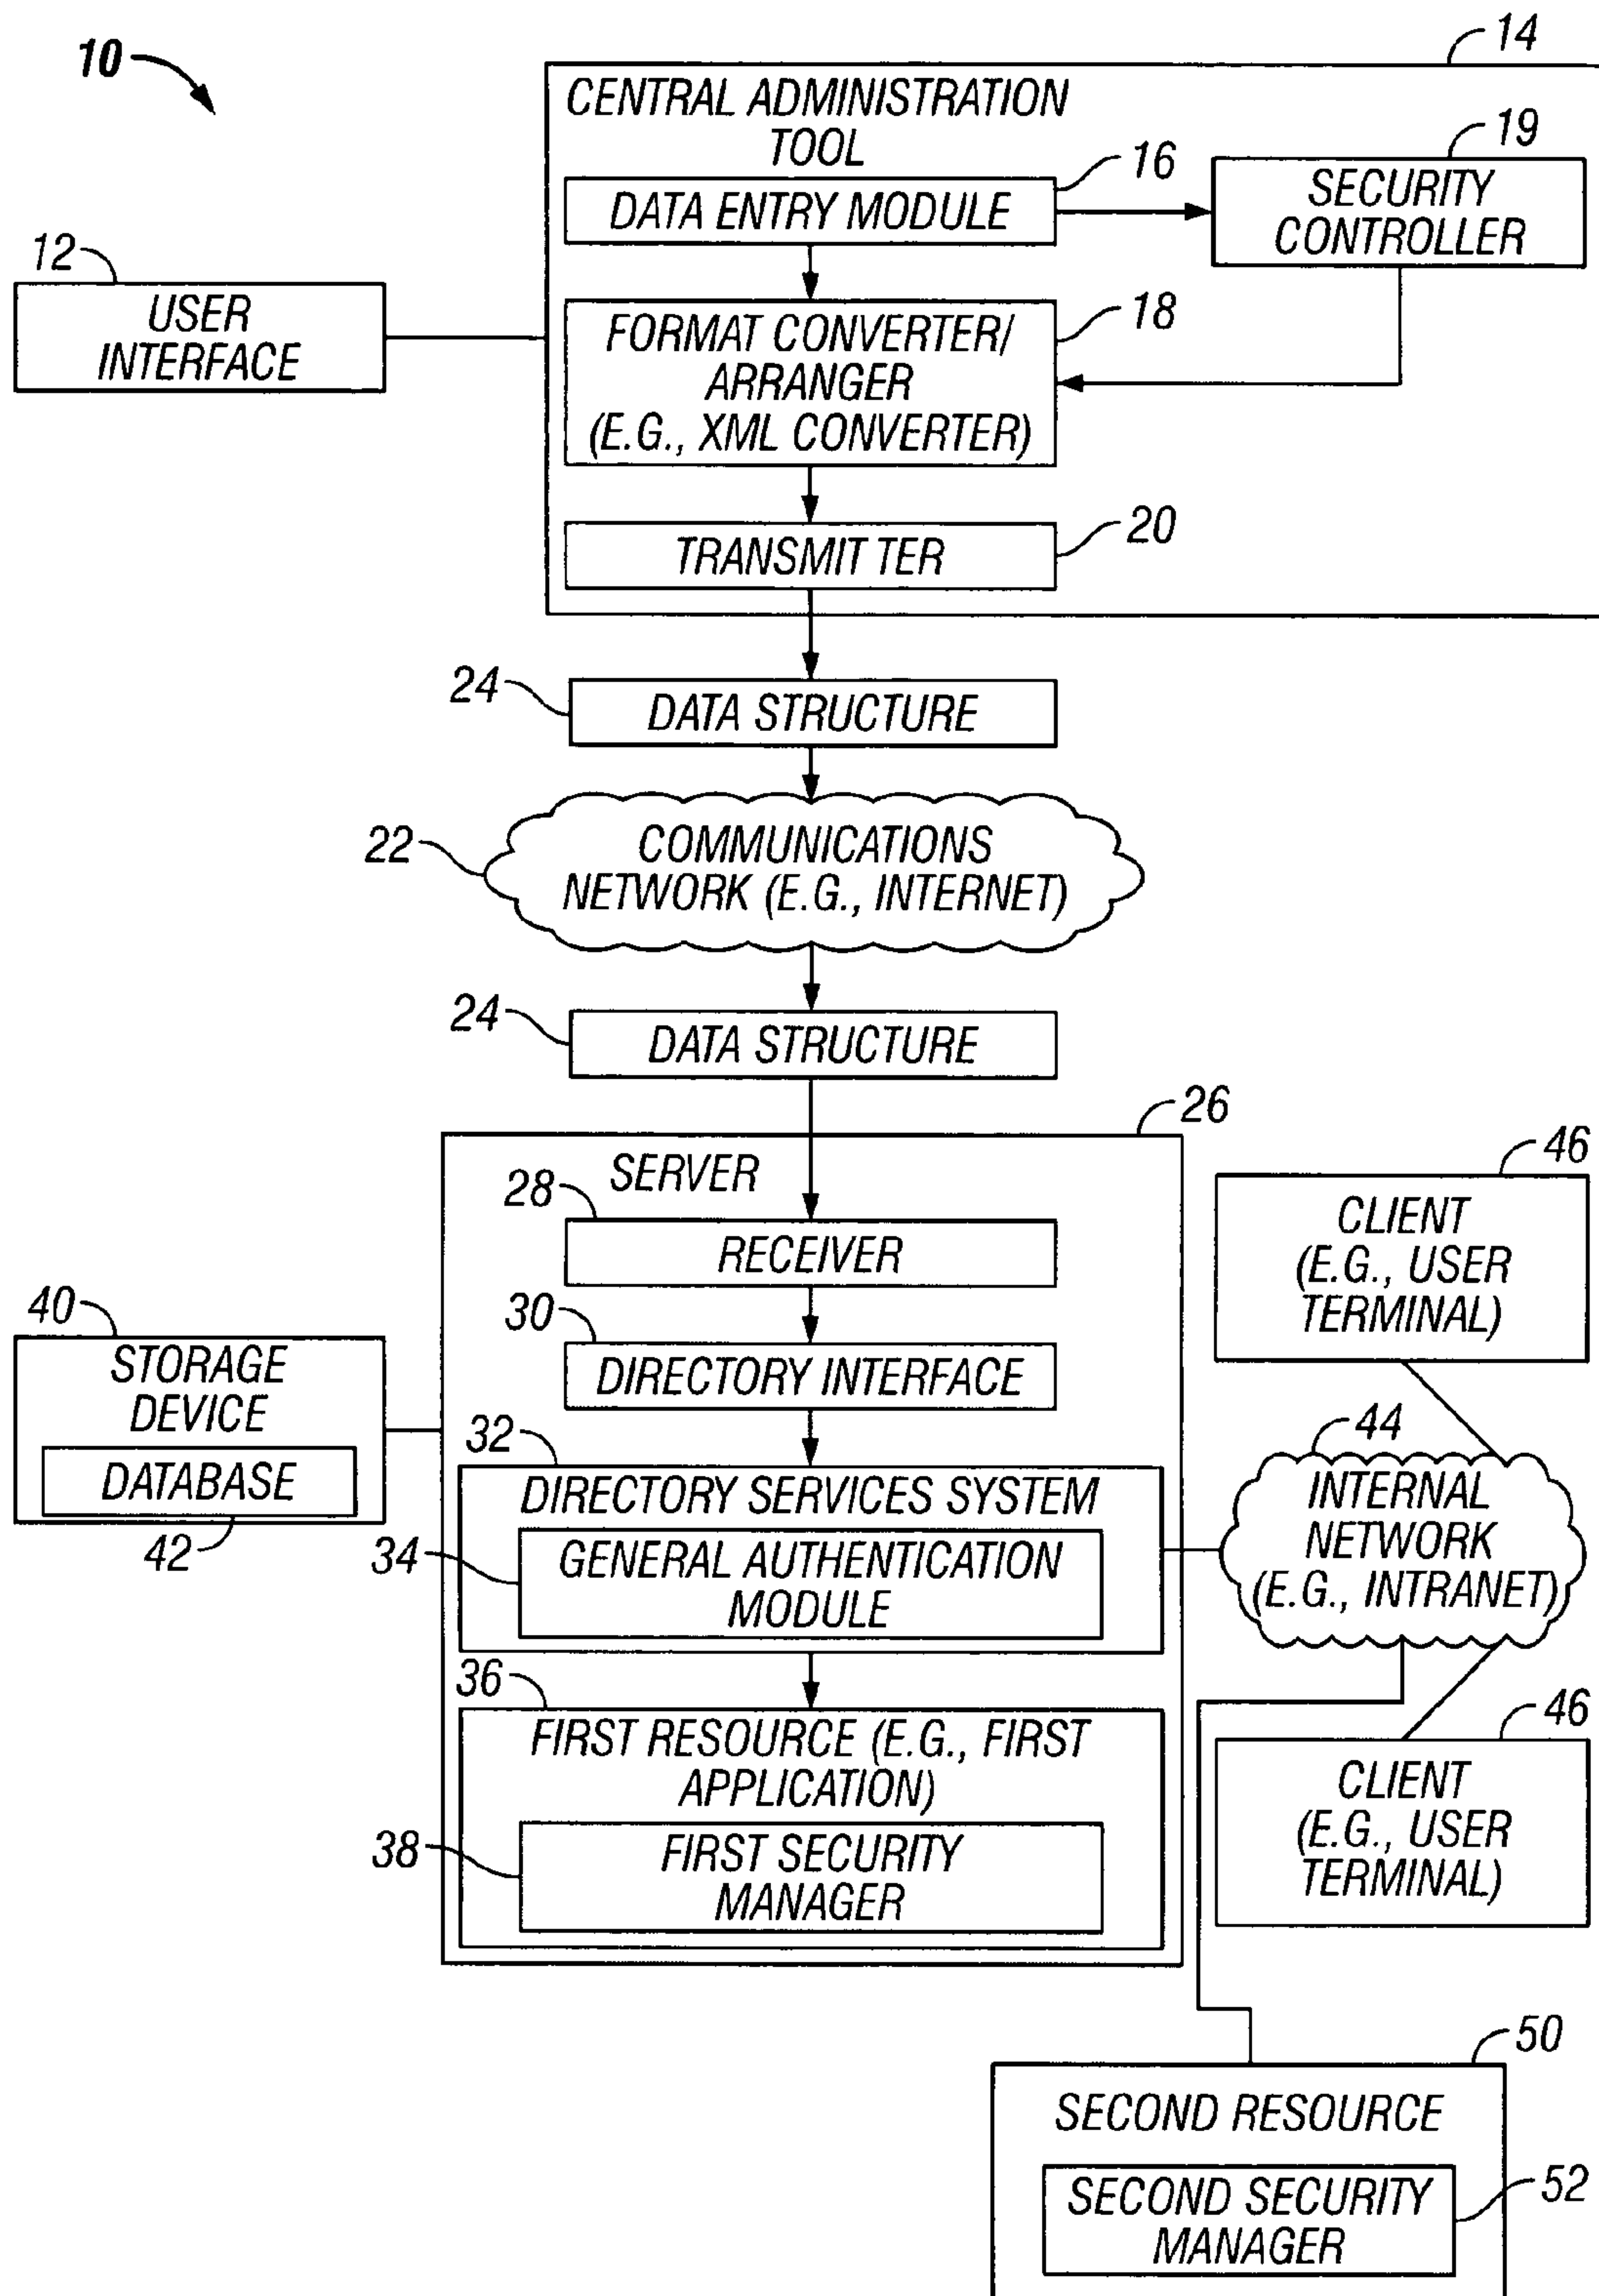 10
14
CENTRAL ADMINISTRATION
TOOL
16
DATA ENTRY MODULE
19
SECURITY
CONTROLLER
12
USER
INTERFACE
18
FORMAT CONVERTER/
ARRANGER
(E.G., XML CONVERTER)
20
TRANSMIT TER
24
DATA STRUCTURE
22
COMMUNICATIONS
NETWORK (E.G., INTERNET)
24
DATA STRUCTURE
26
SERVER
28
RECEIVER
46
CLIENT
(E.G., USER
TERMINAL)
30
DIRECTORY INTERFACE
40
STORAGE
DEVICE
DATABASE
42
32
DIRECTORY SERVICES SYSTEM
34
GENERAL AUTHENTICATION
MODULE
44
INTERNAL
NETWORK
(E.G., INTRANET)
36
FIRST RESOURCE (E.G., FIRST
APPLICATION)
38
FIRST SECURITY
MANAGER
46
CLIENT
(E.G., USER
TERMINAL)
50
SECOND RESOURCE
52
SECOND SECURITY
MANAGER